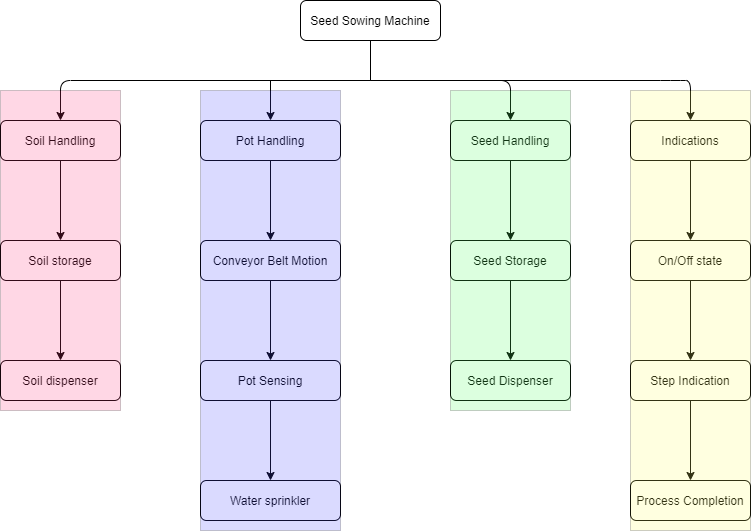 Seed Sowing Machine
Soil Handling
Pot Handling
Seed Handling
Indications
Soil storage
Conveyor Belt Motion
Seed Storage
On/Off state
Soil dispenser
Pot Sensing
Seed Dispenser
Step Indication
Water sprinkler
Process Completion